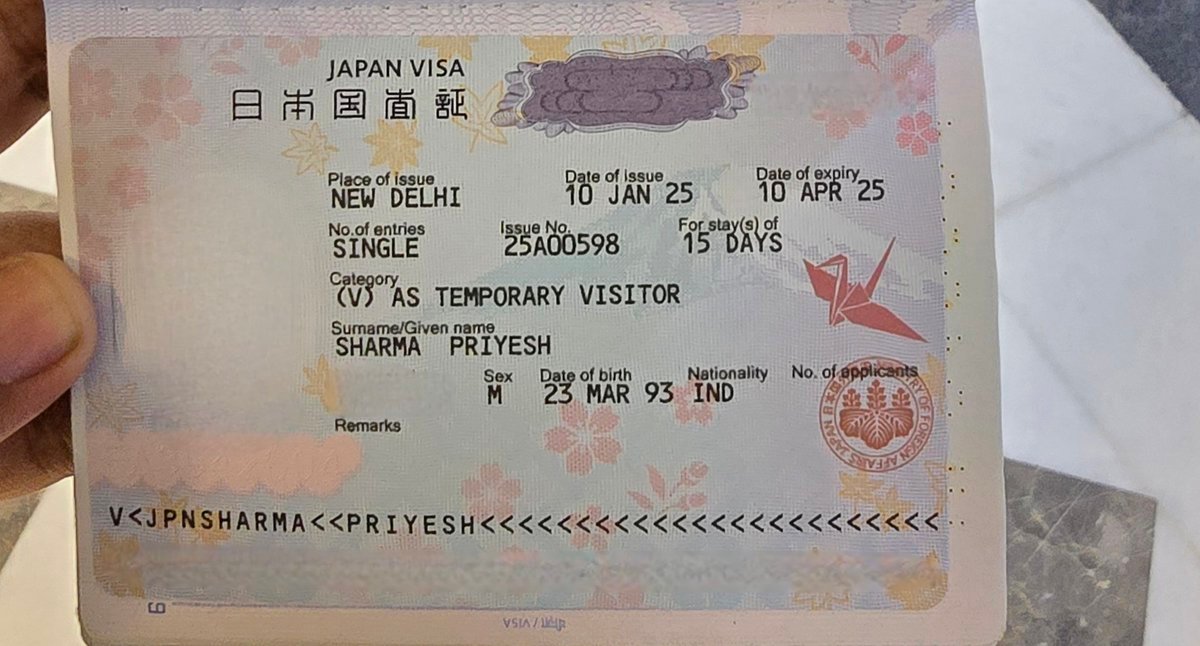 JAPAN VISA
日本国査証
Place of issue Date of issue Date of expiry
NEW DELHI 10 JAN 25 10 APR 25
No.of entries Issue No. For stay(s) of
SINGLE 25A00598 15 DAYS
Category
(V) AS TEMPORARY VISITOR
Surname/Given name
SHARMA PRIYESH
Sex Date of birth Nationality No. of applicants
M 23 MAR 93 IND
Remarks
V<JPNSHARMA<<PRIYESH<<<<<<<<<<<<<<<<<<<<<<<<
VISA